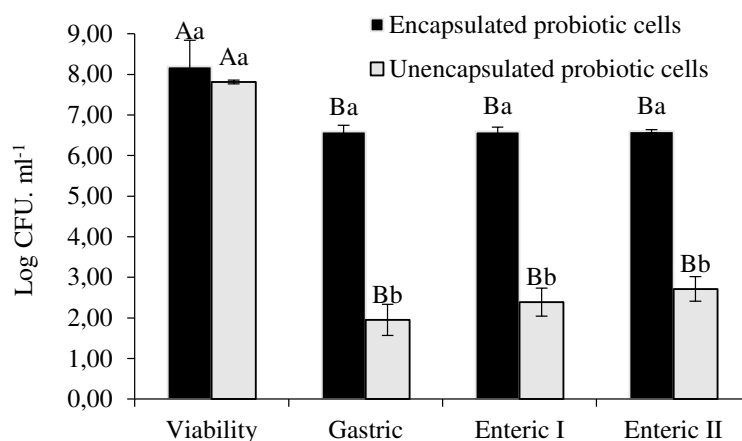 Encapsulated probiotic cells
Unencapsulated probiotic cells
Log CFU. ml⁻¹
9,00
8,00
7,00
6,00
5,00
4,00
3,00
2,00
1,00
0,00
Aa Aa
Ba Ba Ba
Bb Bb Bb
Viability Gastric Enteric I Enteric II